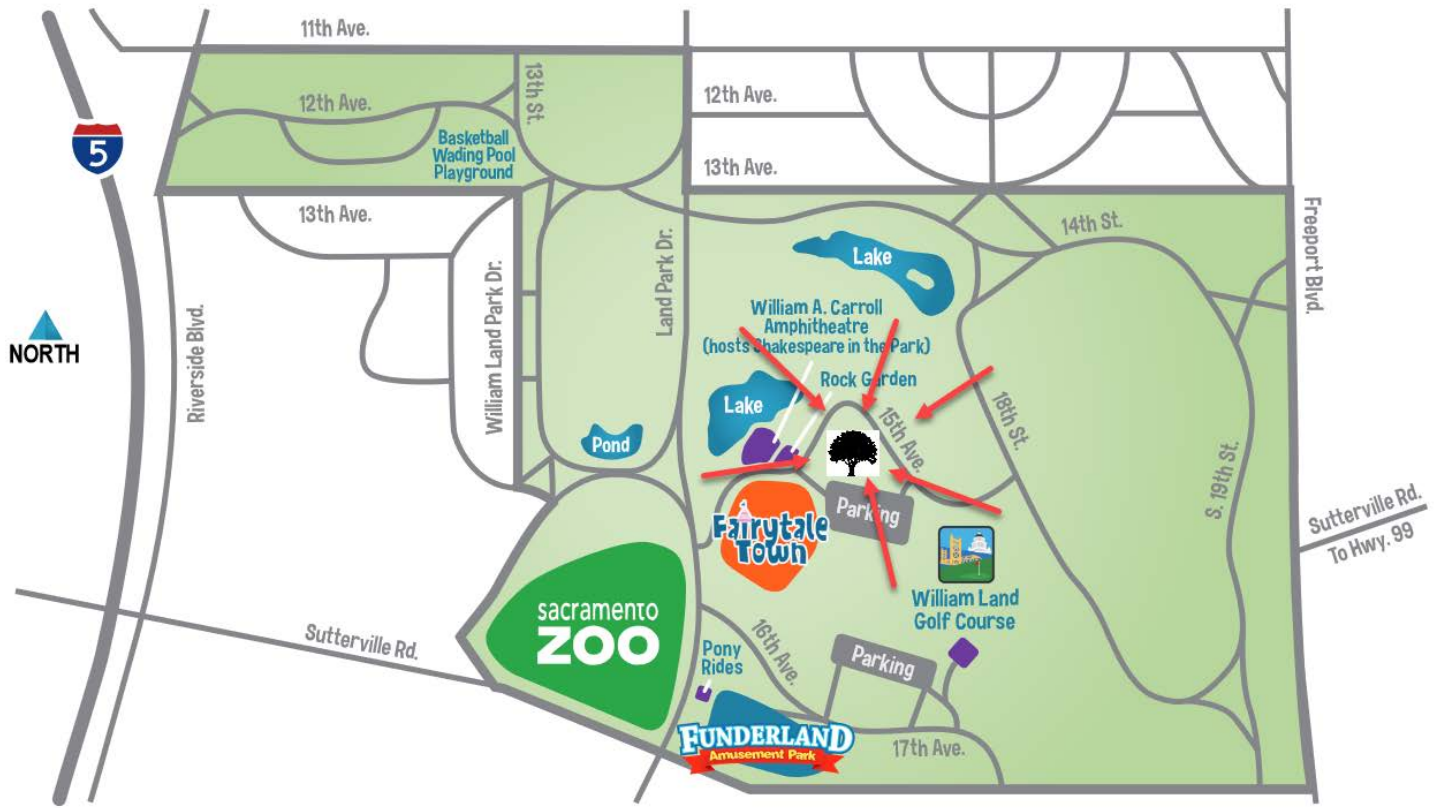 11th Ave.
12th Ave.
13th St.
12th Ave.
5
Basketball
Wading Pool
Playground
13th Ave.
13th Ave.
14th St.
Freeport Blvd.
Lake
William Land Park Dr.
Land Park Dr.
Riverside Blvd.
NORTH
William A. Carroll
Amphitheatre
(hosts Shakespeare in the Park)
Rock Garden
Lake
15th Ave.
18th St.
Pond
S. 19th St.
Parking
Fairytale
Town
Sutterville Rd.
To Hwy. 99
William Land
Golf Course
sacramento
ZOO
Sutterville Rd.
16th Ave.
Pony
Rides
Parking
FUNDERLAND
Amusement Park
17th Ave.